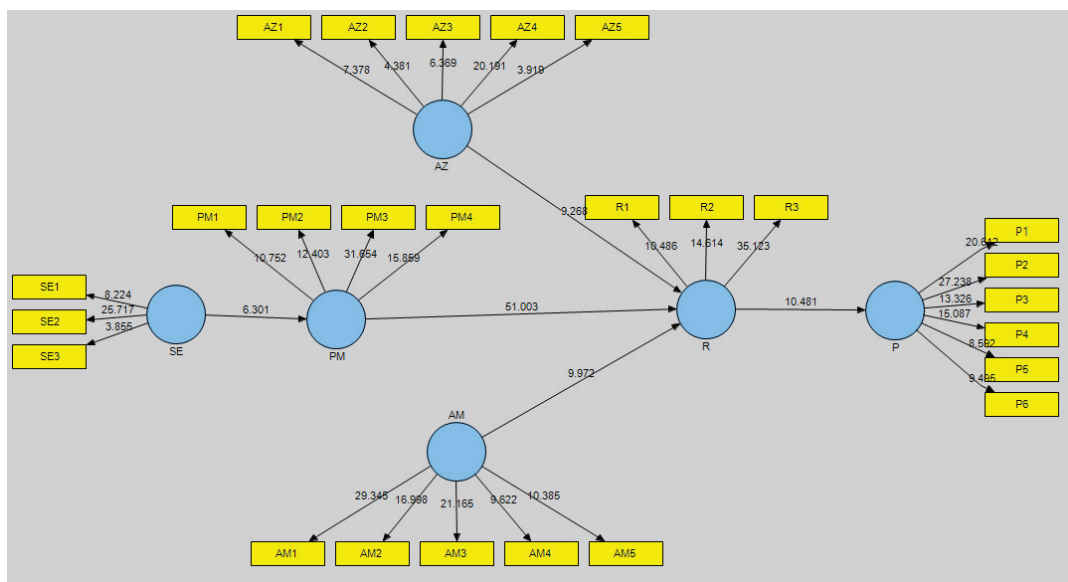 AZ1 AZ2 AZ3 AZ4 AZ5
7.378 4.381 6.369 20.191 3.919
AZ
9.268
PM1 PM2 PM3 PM4
10.752 12.403 31.654 15.859
R1 R2 R3
10.486 14.614 35.123
SE1
SE2
SE3
8.224
25.717
3.855
SE
6.301
PM
51.003
R
10.481
P
20.612
27.238
13.326
15.087
8.592
9.495
P1
P2
P3
P4
P5
P6
9.972
AM
29.345 16.998 21.165 9.622 10.385
AM1 AM2 AM3 AM4 AM5